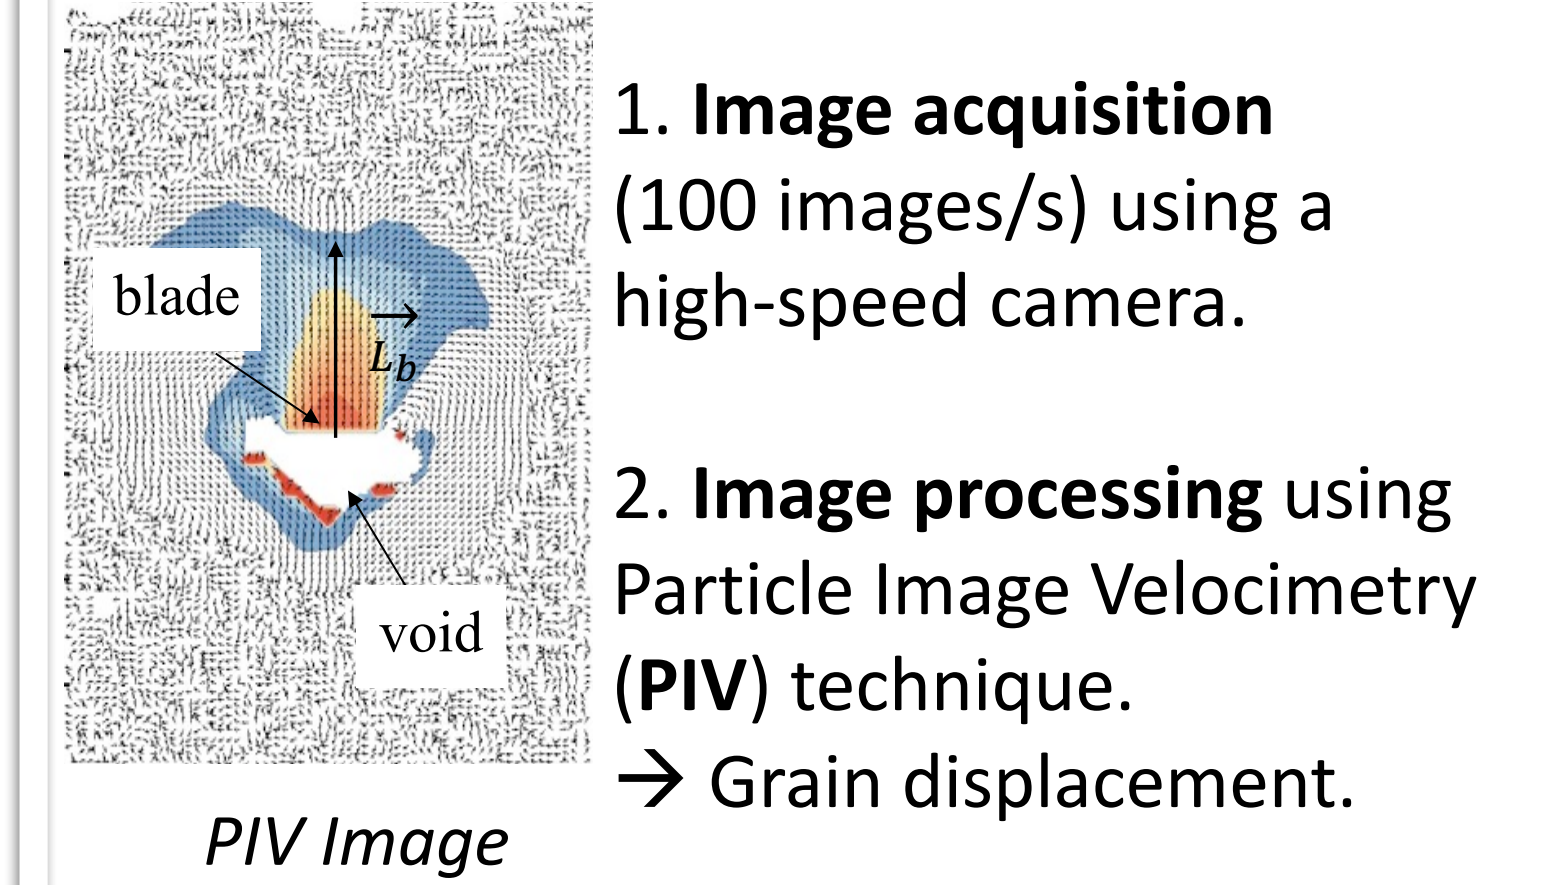 1. Image acquisition
(100 images/s) using a
high-speed camera.
2. Image processing using
Particle Image Velocimetry
(PIV) technique.
→ Grain displacement.
blade
L_b
void
PIV Image